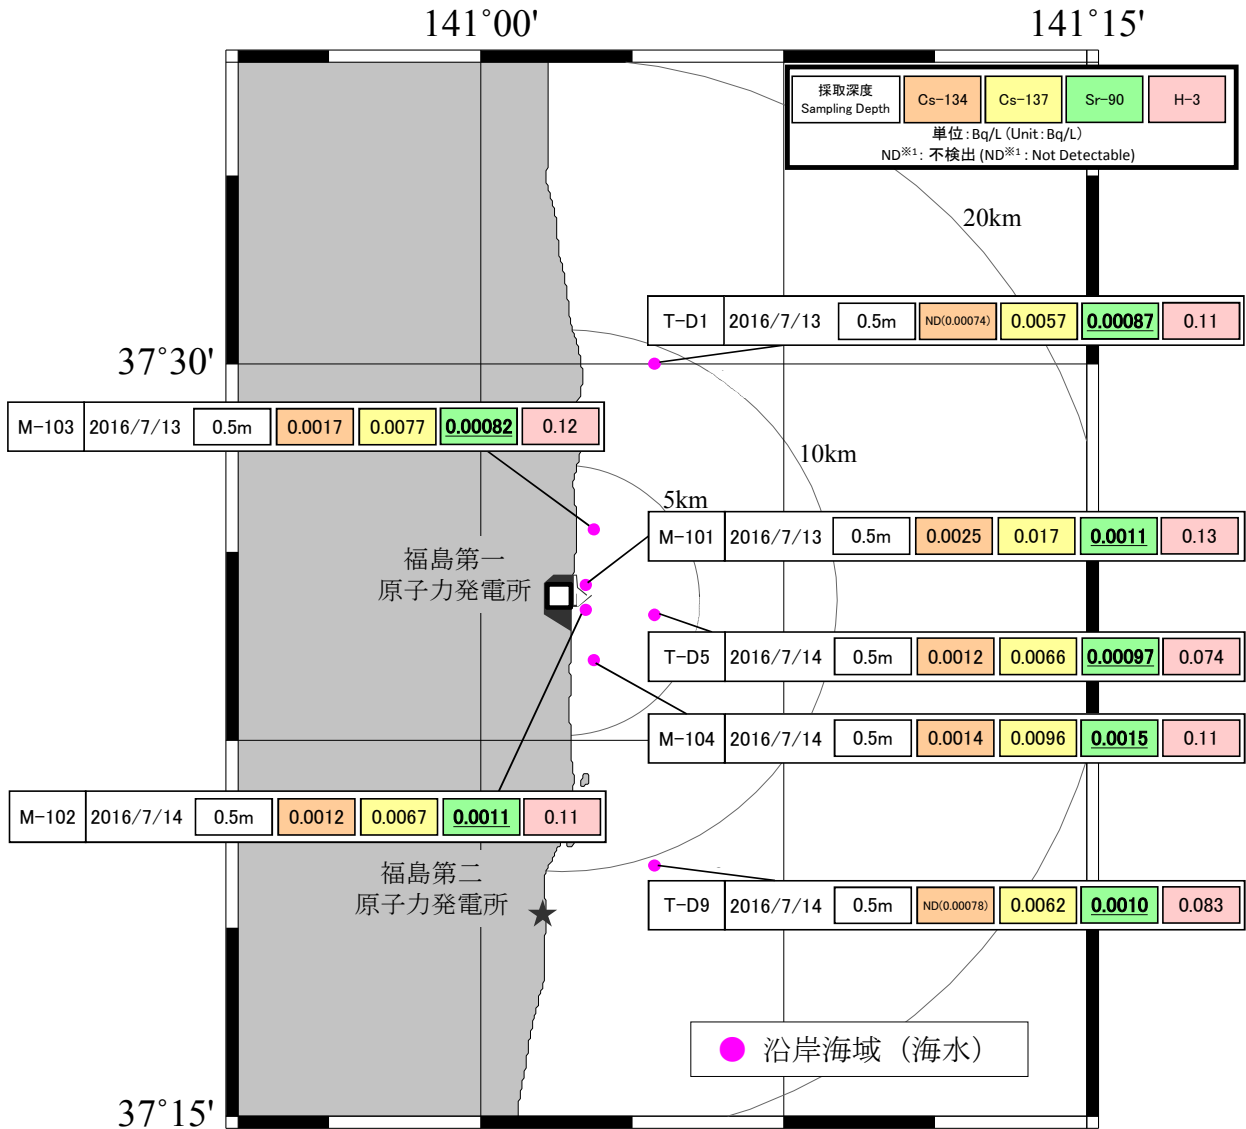 141°00'
141°15'
採取深度
Sampling Depth
Cs-134
Cs-137
Sr-90
H-3
単位:Bq/L (Unit:Bq/L)
ND※1: 不検出 (ND※1 : Not Detectable)
20km
T-D1 2016/7/13 0.5m ND(0.00074) 0.0057 0.00087 0.11
37°30'
M-103 2016/7/13 0.5m 0.0017 0.0077 0.00082 0.12
10km
5km
M-101 2016/7/13 0.5m 0.0025 0.017 0.0011 0.13
福島第一
原子力発電所
T-D5 2016/7/14 0.5m 0.0012 0.0066 0.00097 0.074
M-104 2016/7/14 0.5m 0.0014 0.0096 0.0015 0.11
M-102 2016/7/14 0.5m 0.0012 0.0067 0.0011 0.11
福島第二
原子力発電所
T-D9 2016/7/14 0.5m ND(0.00078) 0.0062 0.0010 0.083
沿岸海域（海水）
37°15'